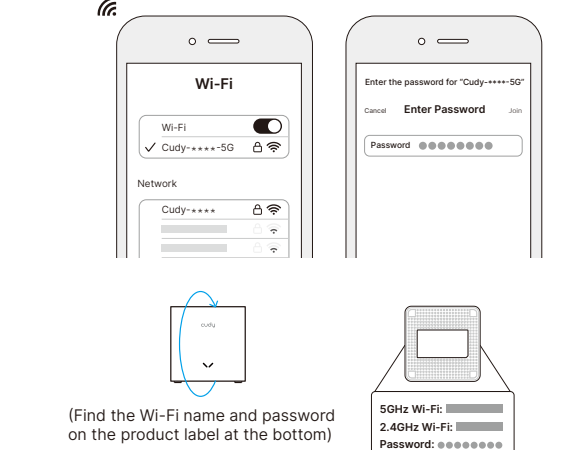 Wi-Fi
Wi-Fi
Cudy-****-5G
Network
Cudy-****
Enter the password for “Cudy-****-5G”
Cancel Enter Password Join
Password ●●●●●●●●
cudy
(Find the Wi-Fi name and password
on the product label at the bottom)
5GHz Wi-Fi:
2.4GHz Wi-Fi:
Password: ●●●●●●●●